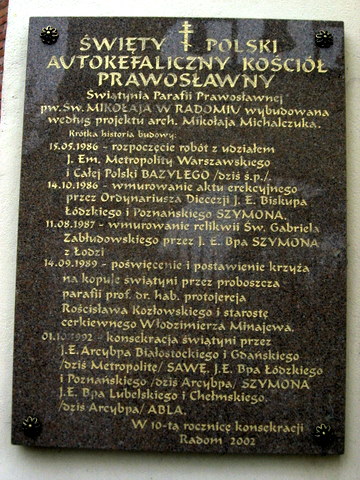 ŚWIĘTY POLSKI
AUTOKEFALICZNY KOŚCIÓŁ
PRAWOSŁAWNY
Świątynia Parafii Prawosławnej
pw. Św. MIKOŁAJA W RADOMIU wybudowana
według projektu arch. Mikołaja Michalczuka.
Krótka historia budowy:
15.05.1986 - rozpoczęcie robót z udziałem
J. Em. Metropolity Warszawskiego
i Całej Polski BAZYLEGO /dziś ś.p./.
14.10.1986 - wmurowanie aktu erekcyjnego
przez Ordynariusza Diecezji J. E. Biskupa
Łódzkiego i Poznańskiego SZYMONA.
11.08.1987 - wmurowanie relikwii Św. Gabriela
Zabłudowskiego przez J. E. Bpa SZYMONA
z Łodzi
14.09.1989 - poświęcenie i postawienie krzyża
na kopule świątyni przez proboszcza
parafii prof. dr. hab. protojereja
Rościsława Kozłowskiego i starostę
cerkiewnego Włodzimierza Minajewa.
01.10.1992 - konsekracja świątyni przez
J.E. Arcybpa Białostockiego i Gdańskiego
/dziś Metropolitę/ SAWĘ, J.E. Bpa Łódzkiego
i Poznańskiego /dziś Arcybpa/ SZYMONA
J.E. Bpa Lubelskiego i Chełmskiego.
/dziś Arcybpa/ ABLA.
W 10-tą rocznicę konsekracji
Radom 2002